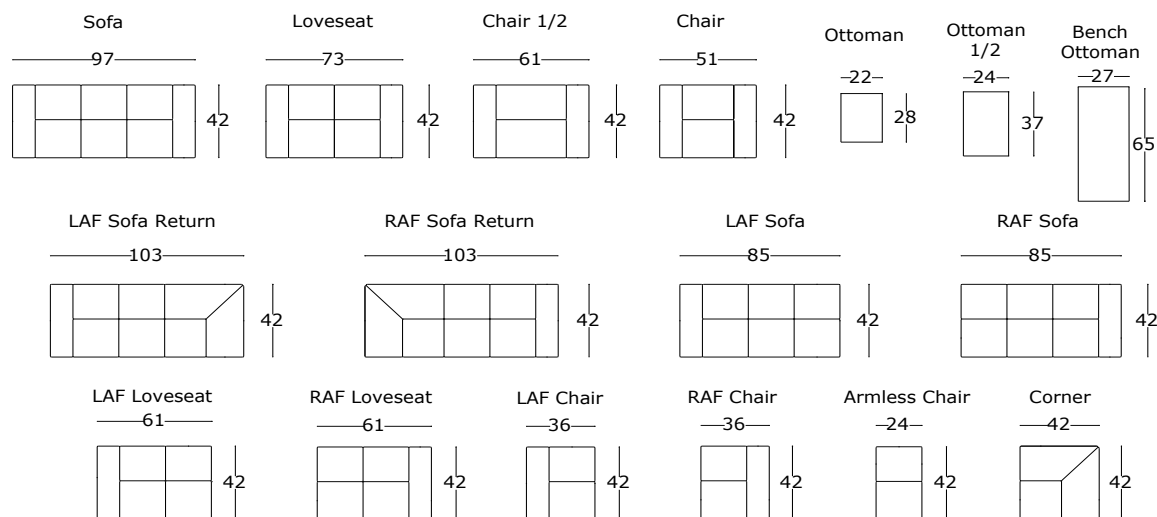 Sofa
Loveseat
Chair 1/2
Chair
Ottoman
Ottoman
1/2
Bench
Ottoman
97
73
61
51
22
24
27
42
42
42
42
28
37
65
LAF Sofa Return
RAF Sofa Return
LAF Sofa
RAF Sofa
103
103
85
85
42
42
42
42
LAF Loveseat
RAF Loveseat
LAF Chair
RAF Chair
Armless Chair
Corner
61
61
36
36
24
42
42
42
42
42
42
42